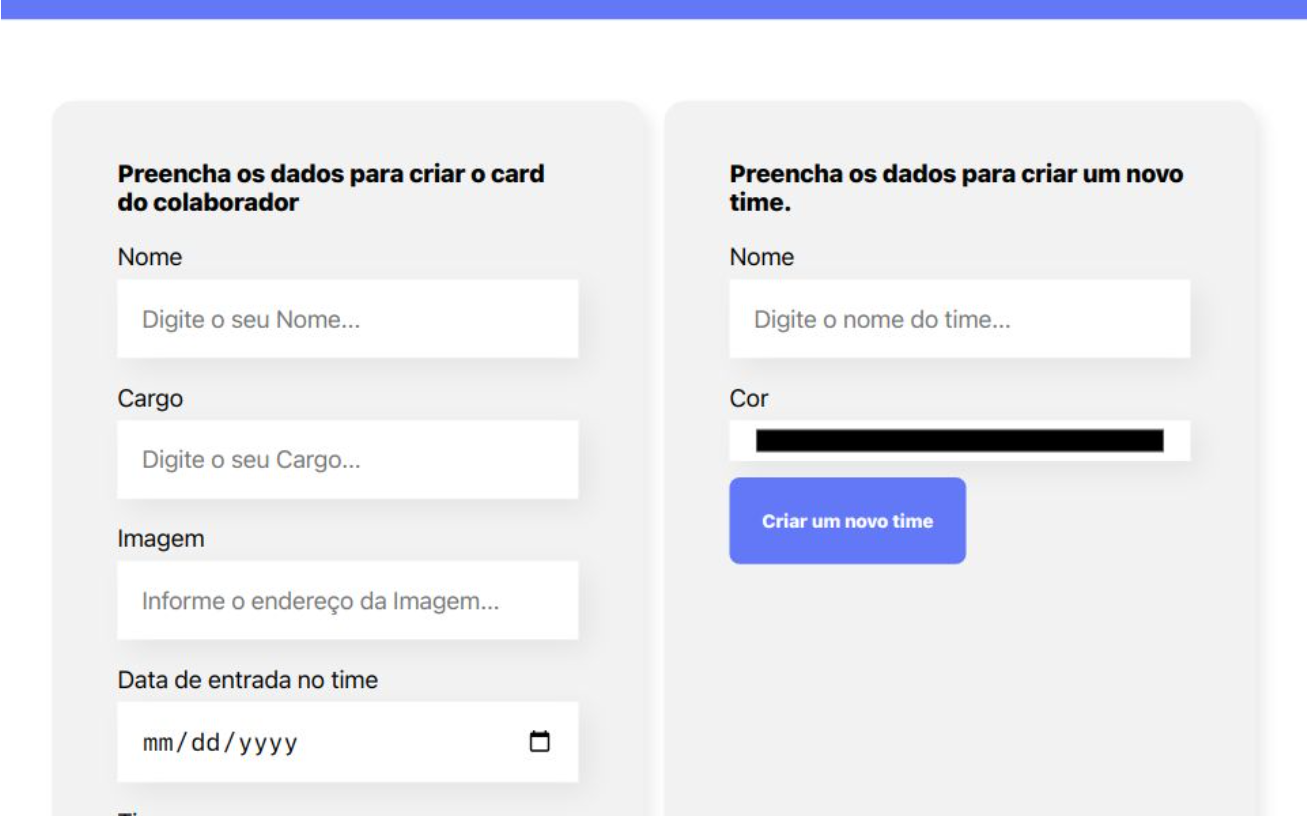 Preencha os dados para criar o card
do colaborador
Nome
Digite o seu Nome...
Cargo
Digite o seu Cargo...
Imagem
Informe o endereço da Imagem...
Data de entrada no time
mm/dd/yyyy
Preencha os dados para criar um novo
time.
Nome
Digite o nome do time...
Cor
Criar um novo time